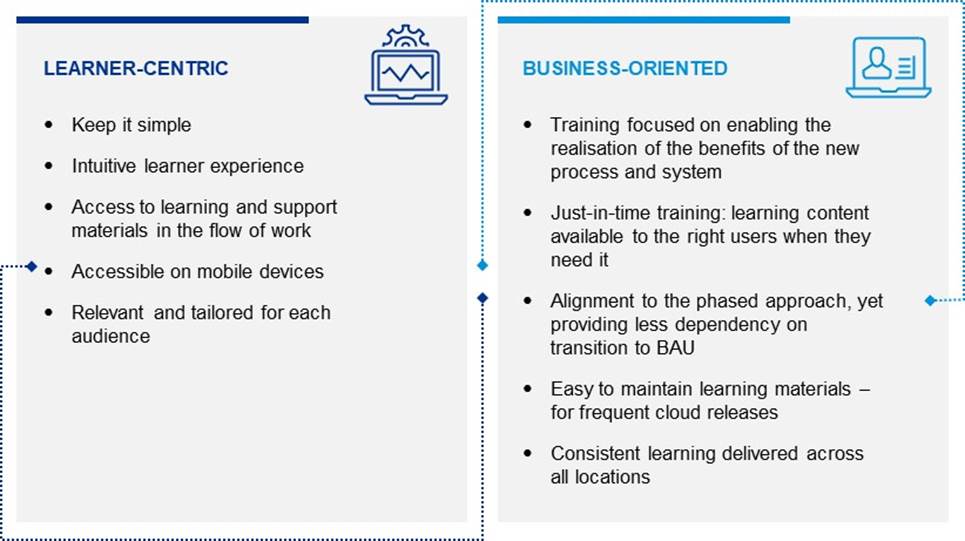 LEARNER-CENTRIC
• Keep it simple
• Intuitive learner experience
• Access to learning and support
materials in the flow of work
• Accessible on mobile devices
• Relevant and tailored for each
audience
BUSINESS-ORIENTED
• Training focused on enabling the
realisation of the benefits of the new
process and system
• Just-in-time training: learning content
available to the right users when they
need it
• Alignment to the phased approach, yet
providing less dependency on
transition to BAU
• Easy to maintain learning materials –
for frequent cloud releases
• Consistent learning delivered across
all locations